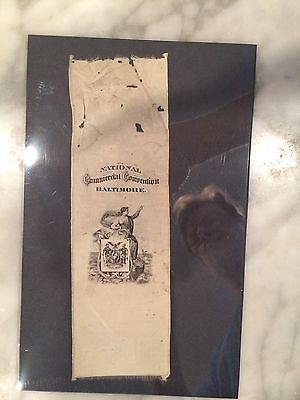 NATIONAL
Commercial Convention
BALTIMORE.